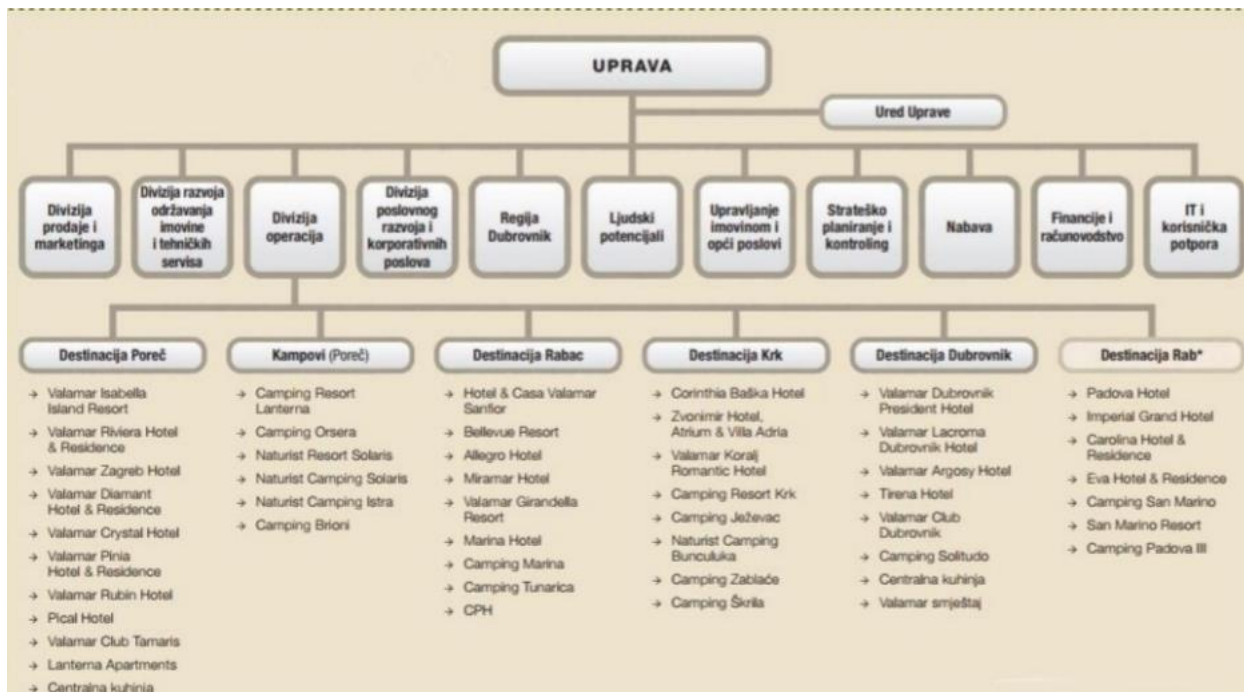 UPRAVA
Ured Uprave
Divizija
prodaje i
marketinga
Divizija razvoja
održavanja
imovine
i tehničkih
servisa
Divizija
operacija
Divizija
poslovnog
razvoja i
korporativnih
poslova
Regija
Dubrovnik
Ljudski
potencijali
Upravljanje
imovinom i
opći poslovi
Strateško
planiranje i
kontroling
Nabava
Financije i
računovodstvo
IT i
korisnička
potpora
Destinacija Poreč
→ Valamar Isabella
Island Resort
→ Valamar Riviera Hotel
& Residence
→ Valamar Zagreb Hotel
→ Valamar Diamant
Hotel & Residence
→ Valamar Crystal Hotel
→ Valamar Pinia
Hotel & Residence
→ Valamar Rubin Hotel
→ Pical Hotel
→ Valamar Club Tamaris
→ Lanterna Apartments
→ Centralna kuhinja
Kampovi (Poreč)
→ Camping Resort
Lanterna
→ Camping Orsera
→ Naturist Resort Solaris
→ Naturist Camping Solaris
→ Naturist Camping Istra
→ Camping Brioni
Destinacija Rabac
→ Hotel & Casa Valamar
Sanfior
→ Bellevue Resort
→ Allegro Hotel
→ Miramar Hotel
→ Valamar Girandella
Resort
→ Marina Hotel
→ Camping Marina
→ Camping Tunarica
→ CPH
Destinacija Krk
→ Corinthia Baška Hotel
→ Zvonimir Hotel,
Atrium & Villa Adria
→ Valamar Koralj
Romantic Hotel
→ Camping Resort Krk
→ Camping Ježevac
→ Naturist Camping
Bunculuka
→ Camping Zablaće
→ Camping Škrila
Destinacija Dubrovnik
→ Valamar Dubrovnik
President Hotel
→ Valamar Lacroma
Dubrovnik Hotel
→ Valamar Argosy Hotel
→ Tirena Hotel
→ Valamar Club
Dubrovnik
→ Camping Solitudo
→ Centralna kuhinja
→ Valamar smještaj
Destinacija Rab*
→ Padova Hotel
→ Imperial Grand Hotel
→ Carolina Hotel &
Residence
→ Eva Hotel & Residence
→ Camping San Marino
→ San Marino Resort
→ Camping Padova III